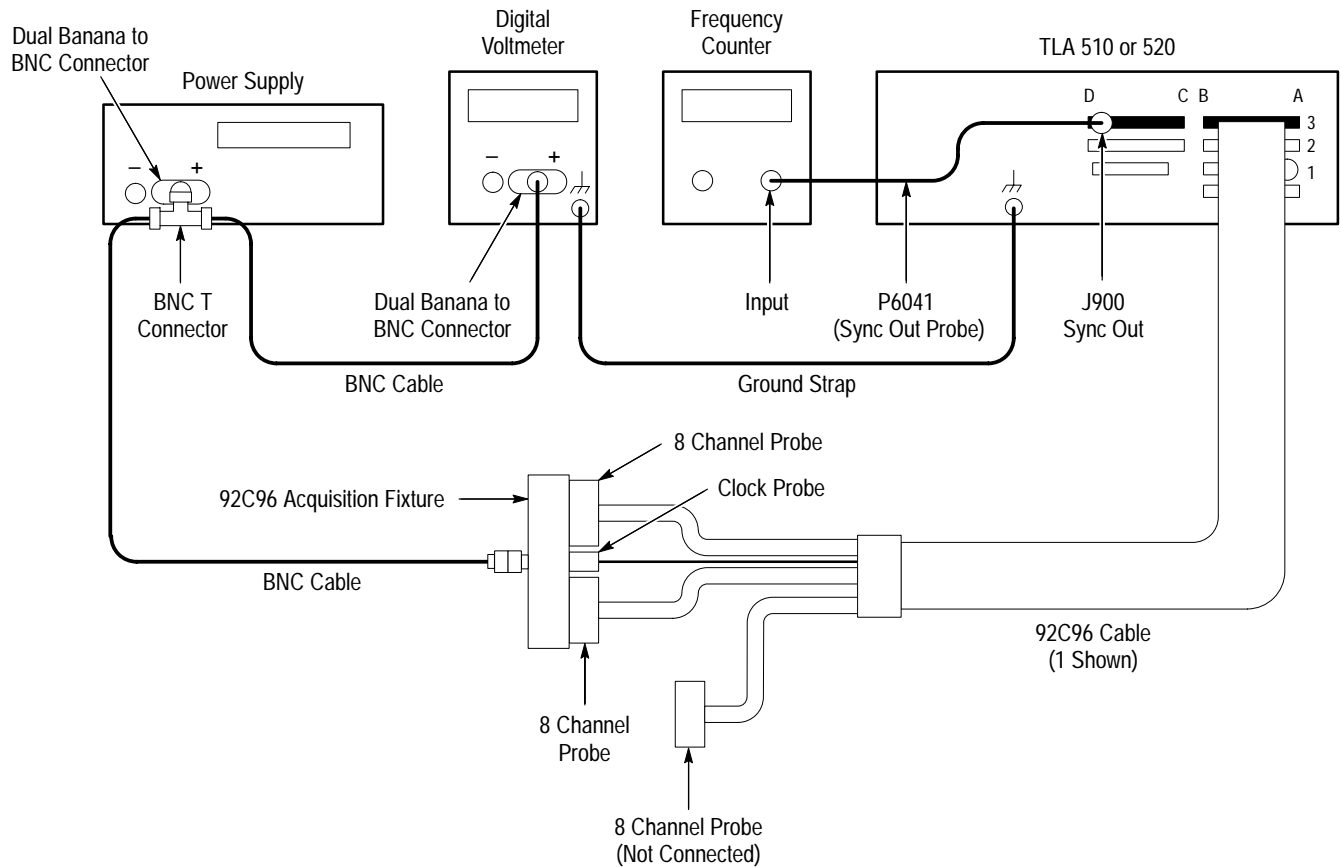 Dual Banana to
BNC Connector
Power Supply
Digital
Voltmeter
Frequency
Counter
TLA 510 or 520
D
C
B
A
3
2
1
–
+
–
+
BNC T
Connector
Dual Banana to
BNC Connector
Input
P6041
(Sync Out Probe)
J900
Sync Out
BNC Cable
Ground Strap
8 Channel Probe
92C96 Acquisition Fixture
Clock Probe
BNC Cable
92C96 Cable
(1 Shown)
8 Channel
Probe
8 Channel Probe
(Not Connected)